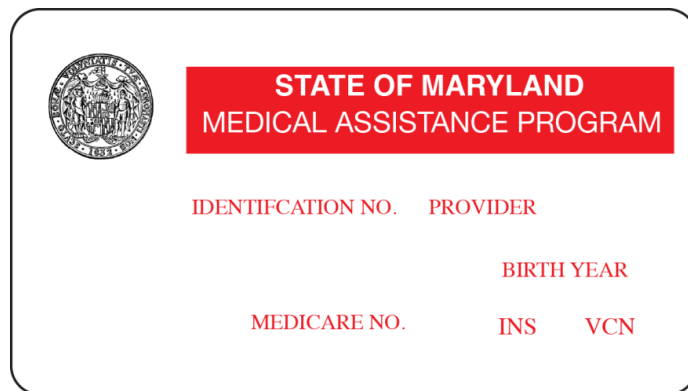 STATE OF MARYLAND
MEDICAL ASSISTANCE PROGRAM
IDENTIFCATION NO. PROVIDER
BIRTH YEAR
MEDICARE NO. INS VCN